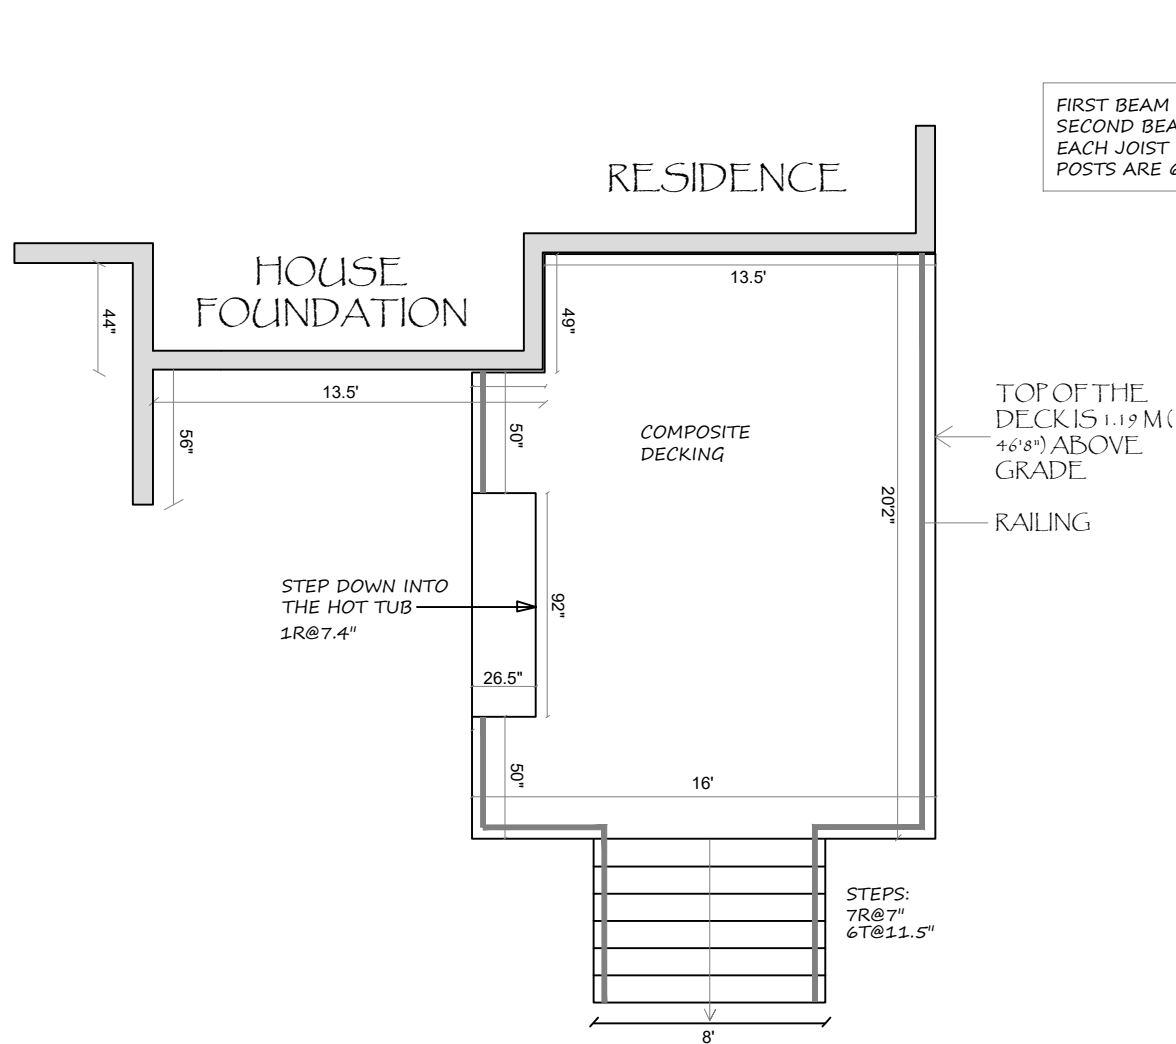 FIRST BEAM
SECOND BEA
EACH JOIST
POSTS ARE 6
RESIDENCE
HOUSE
FOUNDATION
13.5'
44"
49"
13.5'
TOP OF THE
DECK IS 1.19 M (
46'8") ABOVE
GRADE
56"
50"
COMPOSITE
DECKING
20'2"
RAILING
STEP DOWN INTO
THE HOT TUB
1R@7.4"
92"
26.5"
50"
16'
STEPS:
7R@7"
6T@11.5"
8'